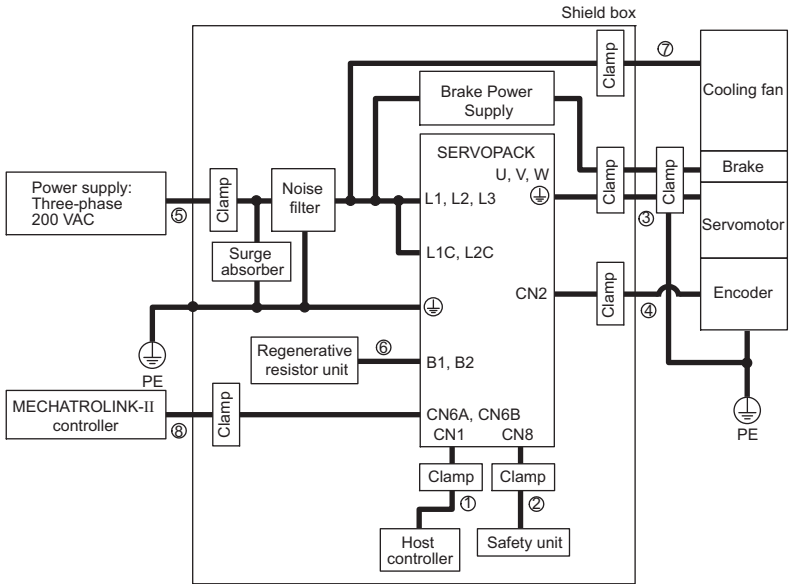 Shield box
Clamp
⑦
Cooling fan
Brake Power
Supply
SERVOPACK
U, V, W
Clamp
Clamp
Brake
Power supply:
Three-phase
200 VAC
⑤
Clamp
Noise
filter
L1, L2, L3
③
Servomotor
Surge
absorber
L1C, L2C
CN2
Clamp
④
Encoder
PE
Regenerative
resistor unit
⑥
B1, B2
PE
MECHATROLINK-II
controller
⑧
Clamp
CN6A, CN6B
CN1
CN8
Clamp
Clamp
①
②
Host
controller
Safety unit